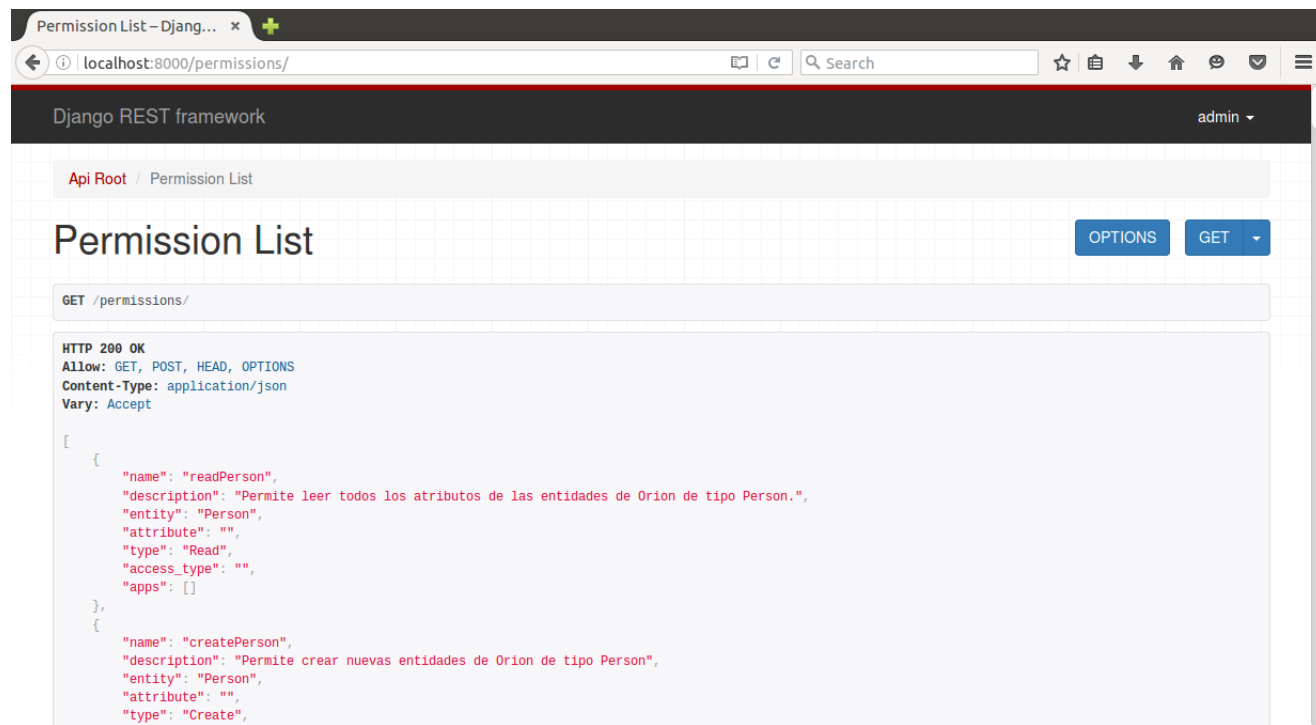 Permission List – Djang... ×
localhost:8000/permissions/
Search
Django REST framework
admin
Api Root / Permission List
Permission List
OPTIONS
GET
GET /permissions/
HTTP 200 OK
Allow: GET, POST, HEAD, OPTIONS
Content-Type: application/json
Vary: Accept
[
    {
        "name": "readPerson",
        "description": "Permite leer todos los atributos de las entidades de Orion de tipo Person.",
        "entity": "Person",
        "attribute": "",
        "type": "Read",
        "access_type": "",
        "apps": []
    },
    {
        "name": "createPerson",
        "description": "Permite crear nuevas entidades de Orion de tipo Person",
        "entity": "Person",
        "attribute": "",
        "type": "Create",